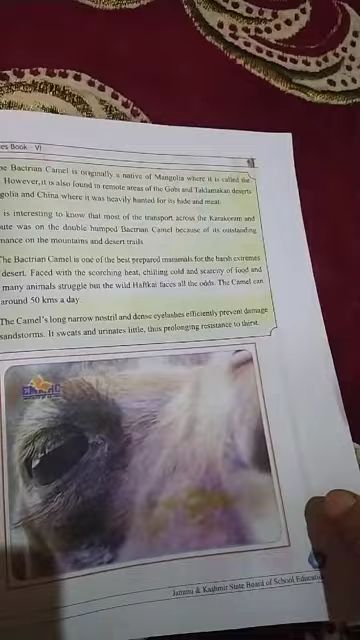 es Book - VI
he Bactrian Camel is originally a native of Mangolia where it is called the
However, it is also found in remote areas of the Gobi and Taklamakan deserts
golia and China where it was heavily hunted for its hide and meat.
is interesting to know that most of the transport across the Karakoram and
ute was on the double humped Bactrian Camel because of its outstanding
mance on the mountains and desert trails.
The Bactrian Camel is one of the best prepared mammals for the harsh extremes
desert. Faced with the scorching heat, chilling cold and scarcity of food and
many animals struggle but the wild Haftkai faces all the odds. The Camel can
around 50 kms a day.
The Camel's long narrow nostril and dense eyelashes efficiently prevent damage
sandstorms. It sweats and urinates little, thus prolonging resistance to thirst.
Jammu & Kashmir State Board of School Educatio